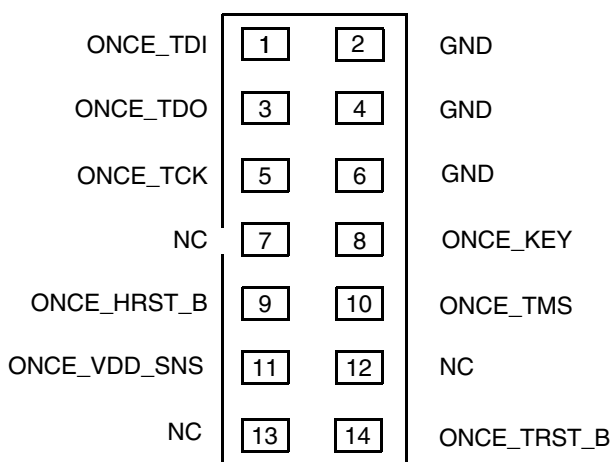 ONCE_TDI 1 2 GND
ONCE_TDO 3 4 GND
ONCE_TCK 5 6 GND
NC 7 8 ONCE_KEY
ONCE_HRST_B 9 10 ONCE_TMS
ONCE_VDD_SNS 11 12 NC
NC 13 14 ONCE_TRST_B